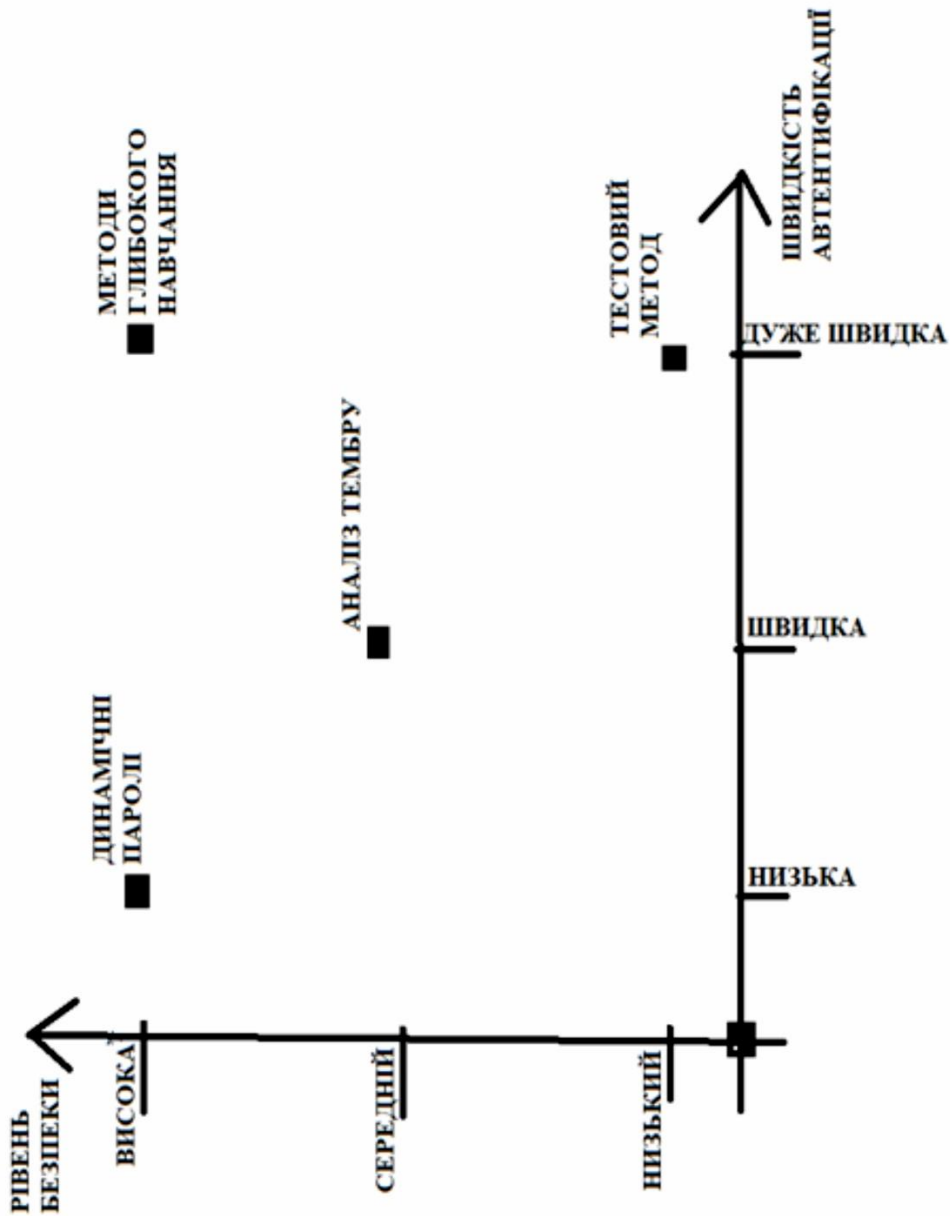 РІВЕНЬ
БЕЗПЕКИ
ВИСОКА
СЕРЕДНІЙ
НИЗЬКИЙ
ДИНАМІЧНІ
ПАРОЛІ
МЕТОДИ
ГЛИБОКОГО
НАВЧАННЯ
АНАЛІЗ ТЕМБРУ
ТЕСТОВИЙ
МЕТОД
НИЗЬКА
ШВИДКА
ДУЖЕ ШВИДКА
ШВИДКІСТЬ
АВТЕНТИФІКАЦІЇ